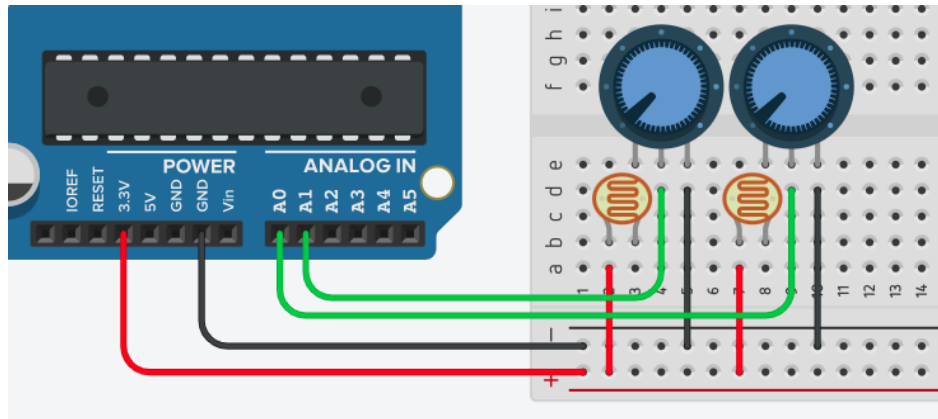 i
h
g
f
POWER
ANALOG IN
IOREF
RESET
3.3V
5V
GND
GND
Vin
A0
A1
A2
A3
A4
A5
e
d
c
b
a
1 2 3 4 5 6 7 8 9 10 11 12 13 14
−
+